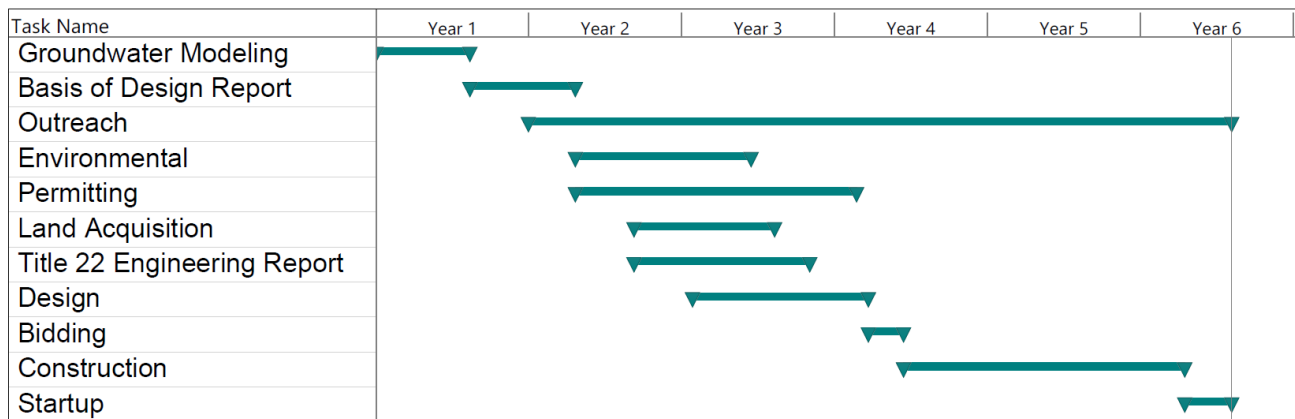 Task Name Year 1 Year 2 Year 3 Year 4 Year 5 Year 6
Groundwater Modeling
Basis of Design Report
Outreach
Environmental
Permitting
Land Acquisition
Title 22 Engineering Report
Design
Bidding
Construction
Startup